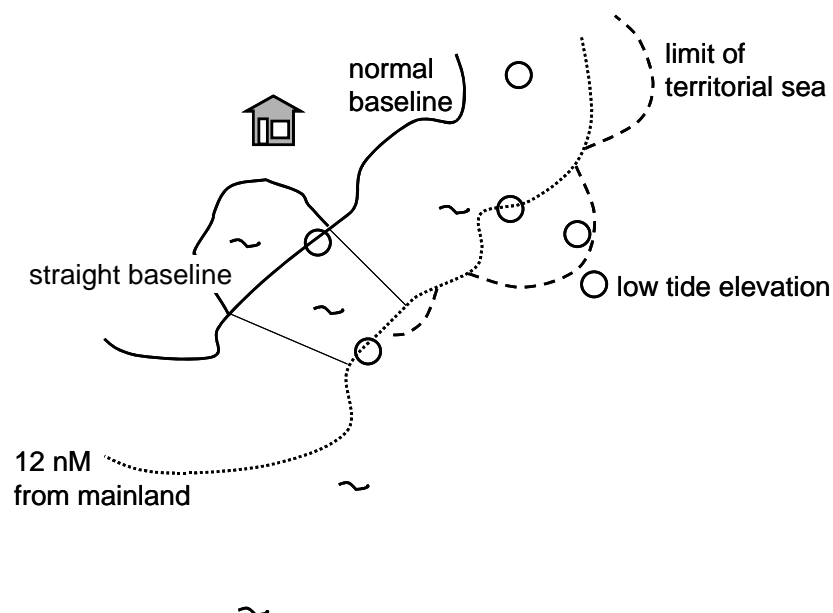 normal
baseline
limit of
territorial sea
straight baseline
low tide elevation
12 nM
from mainland